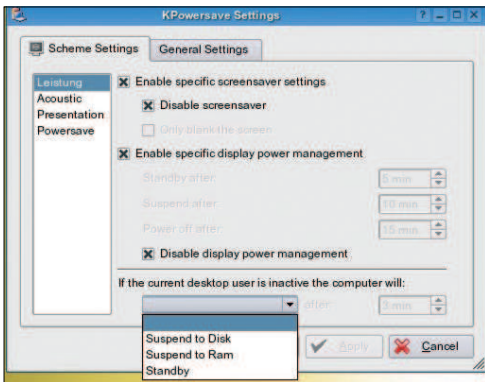 KPowersave Settings
Scheme Settings
General Settings
Leistung
Acoustic
Presentation
Powersave
Enable specific screensaver settings
Disable screensaver
Only blank the screen
Enable specific display power management
Standby after: 5 min
Suspend after: 10 min
Power off after: 15 min
Disable display power management
If the current desktop user is inactive the computer will:
after: 3 min
Suspend to Disk
Suspend to Ram
Standby
Apply
Cancel